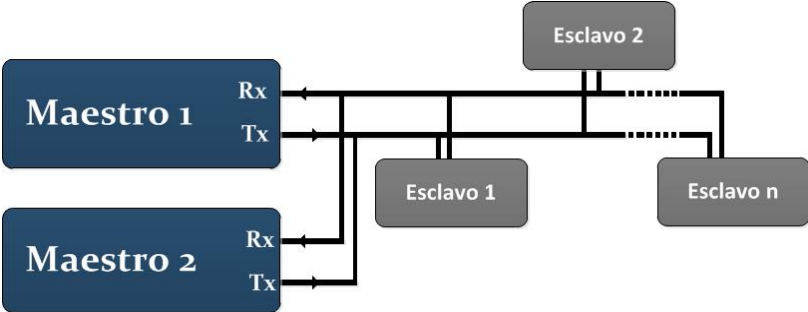 Esclavo 2
Maestro 1
Rx
Tx
Esclavo 1
Esclavo n
Maestro 2
Rx
Tx